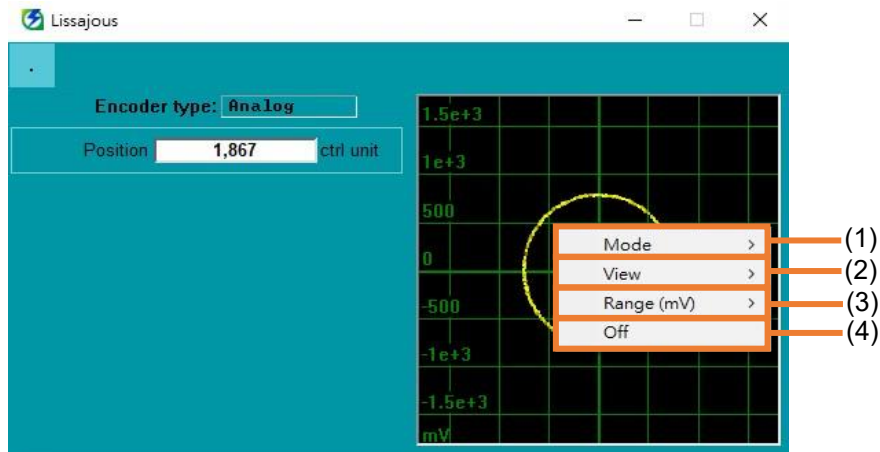 Lissajous
.
Encoder type: Analog
Position 1,867 ctrl unit
1.5e+3
1e+3
500
0
-500
-1e+3
-1.5e+3
mV
Mode > (1)
View > (2)
Range (mV) > (3)
Off (4)